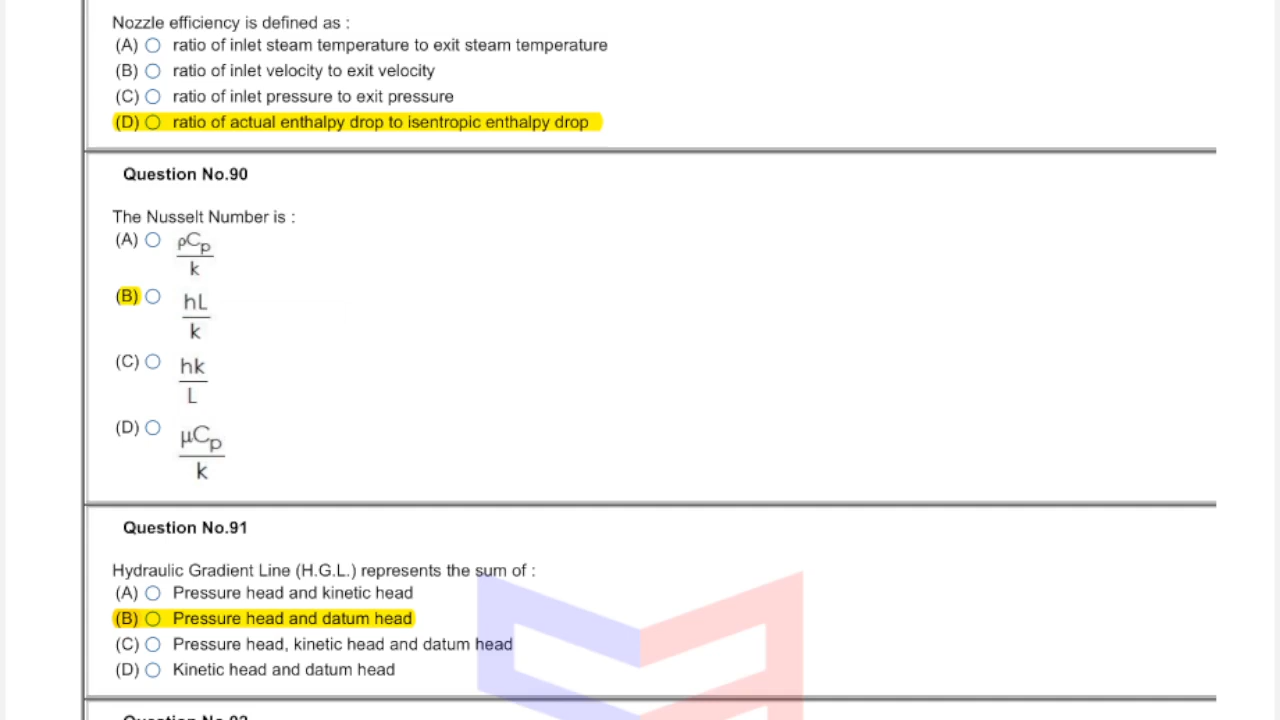 Nozzle efficiency is defined as :
(A) ratio of inlet steam temperature to exit steam temperature
(B) ratio of inlet velocity to exit velocity
(C) ratio of inlet pressure to exit pressure
(D) ratio of actual enthalpy drop to isentropic enthalpy drop
Question No.90
The Nusselt Number is :
(A) ρCp
k
(B) hL
k
(C) hk
L
(D) μCp
k
Question No.91
Hydraulic Gradient Line (H.G.L.) represents the sum of :
(A) Pressure head and kinetic head
(B) Pressure head and datum head
(C) Pressure head, kinetic head and datum head
(D) Kinetic head and datum head
Question No.92